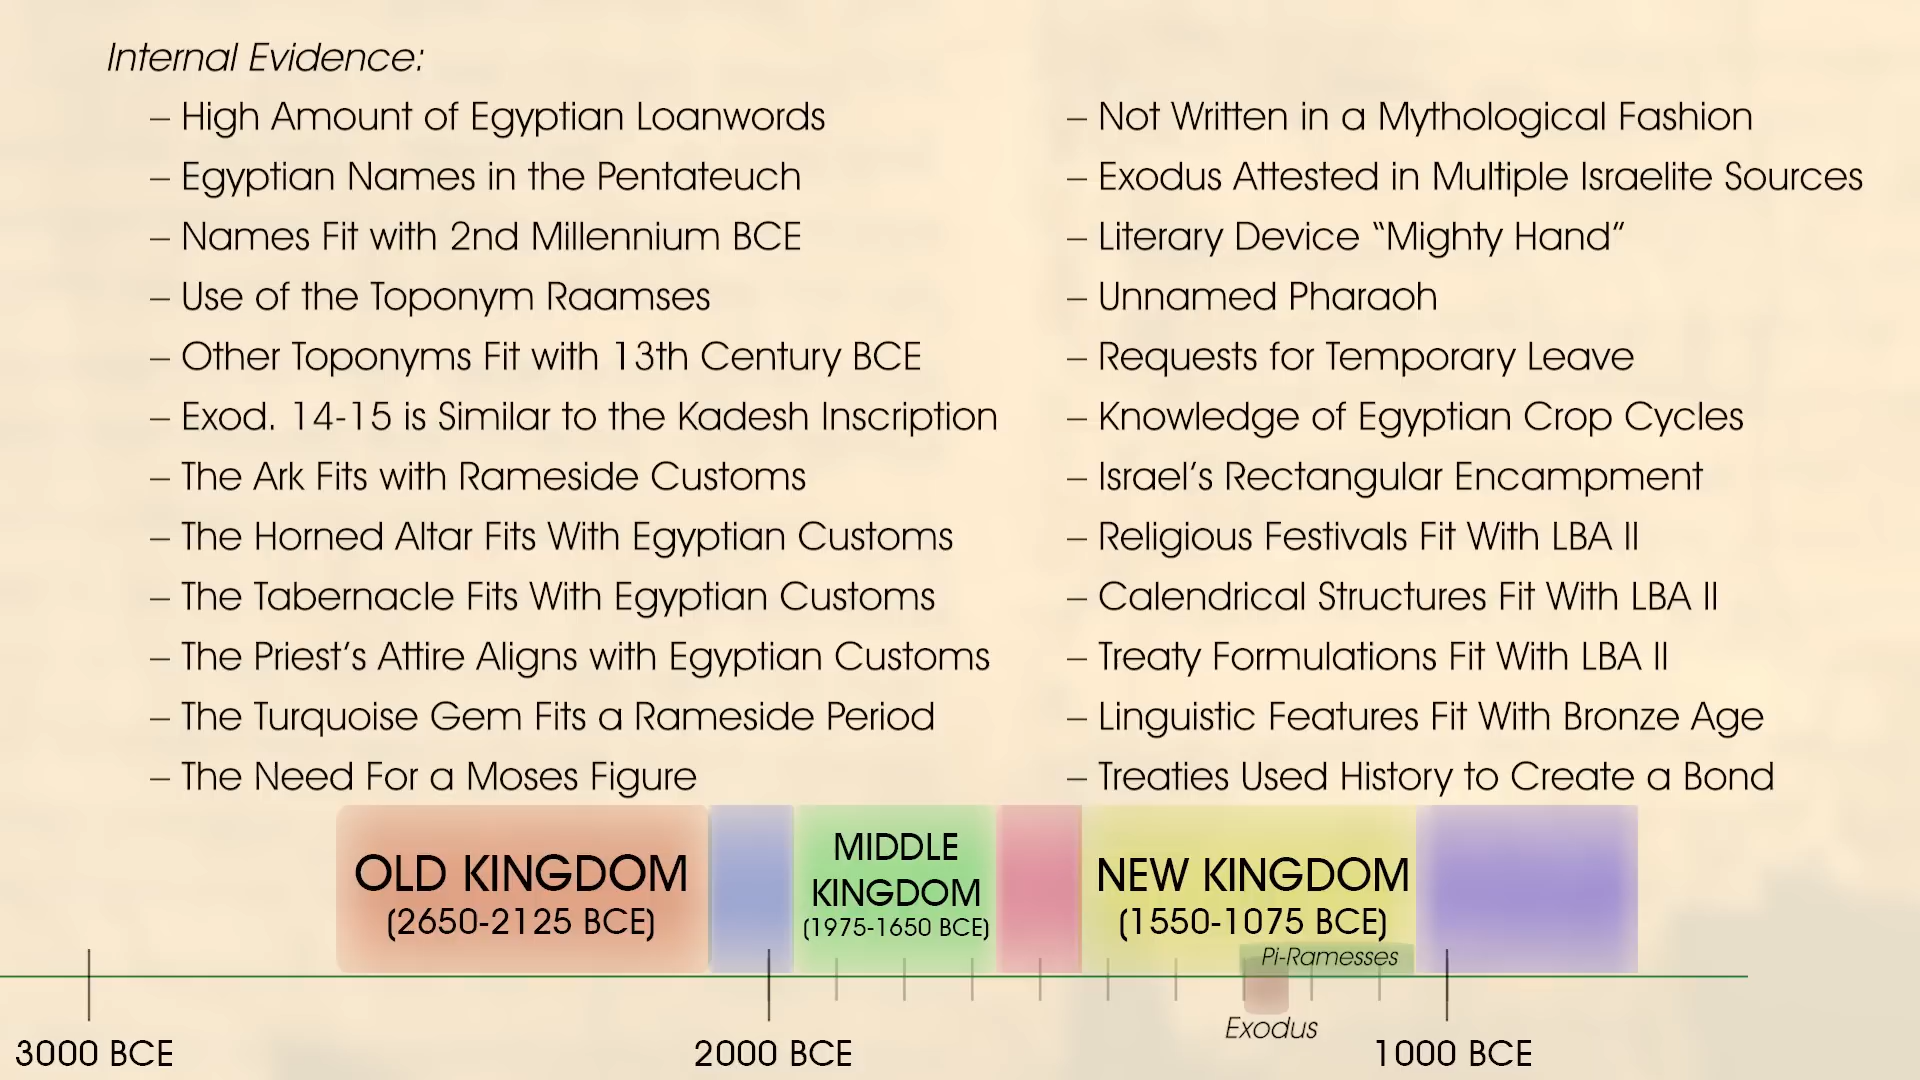 Internal Evidence:
– High Amount of Egyptian Loanwords
– Egyptian Names in the Pentateuch
– Names Fit with 2nd Millennium BCE
– Use of the Toponym Raamses
– Other Toponyms Fit with 13th Century BCE
– Exod. 14-15 is Similar to the Kadesh Inscription
– The Ark Fits with Rameside Customs
– The Horned Altar Fits With Egyptian Customs
– The Tabernacle Fits With Egyptian Customs
– The Priest's Attire Aligns with Egyptian Customs
– The Turquoise Gem Fits a Rameside Period
– The Need For a Moses Figure
– Not Written in a Mythological Fashion
– Exodus Attested in Multiple Israelite Sources
– Literary Device “Mighty Hand”
– Unnamed Pharaoh
– Requests for Temporary Leave
– Knowledge of Egyptian Crop Cycles
– Israel's Rectangular Encampment
– Religious Festivals Fit With LBA II
– Calendrical Structures Fit With LBA II
– Treaty Formulations Fit With LBA II
– Linguistic Features Fit With Bronze Age
– Treaties Used History to Create a Bond
OLD KINGDOM
(2650-2125 BCE)
MIDDLE
KINGDOM
(1975-1650 BCE)
NEW KINGDOM
(1550-1075 BCE)
Pi-Ramesses
Exodus
3000 BCE
2000 BCE
1000 BCE